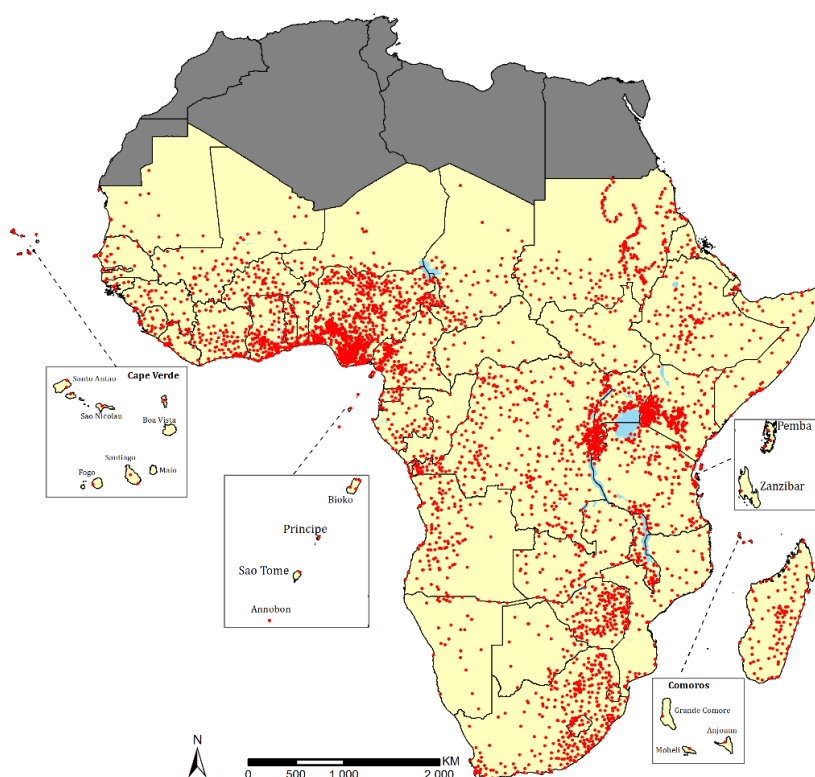 Cape Verde
Santo Antao
Sao Nicolau
Boa Vista
Santiago
Fogo
Maio
Bioko
Principe
Sao Tome
Annobon
Pemba
Zanzibar
Comoros
Grande Comore
Anjouan
Moheli
N
KM
0 500 1 000 2 000